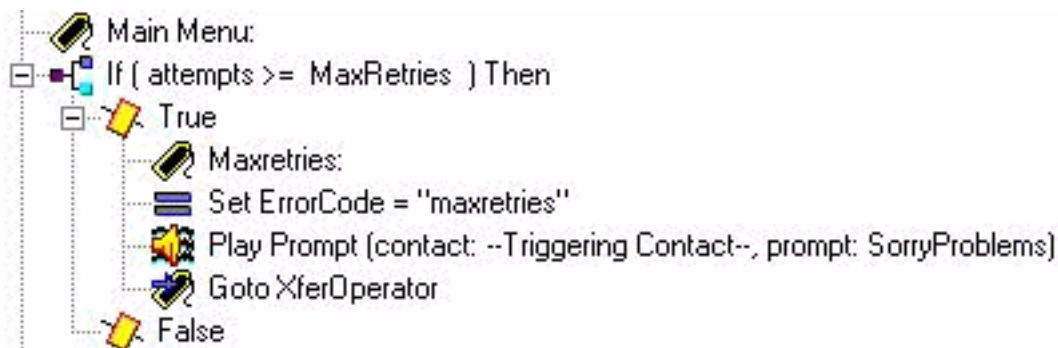 Main Menu:
If ( attempts >= MaxRetries ) Then
True
Maxretries:
Set ErrorCode = "maxretries"
Play Prompt (contact: --Triggering Contact--, prompt: SorryProblems)
Goto XferOperator
False